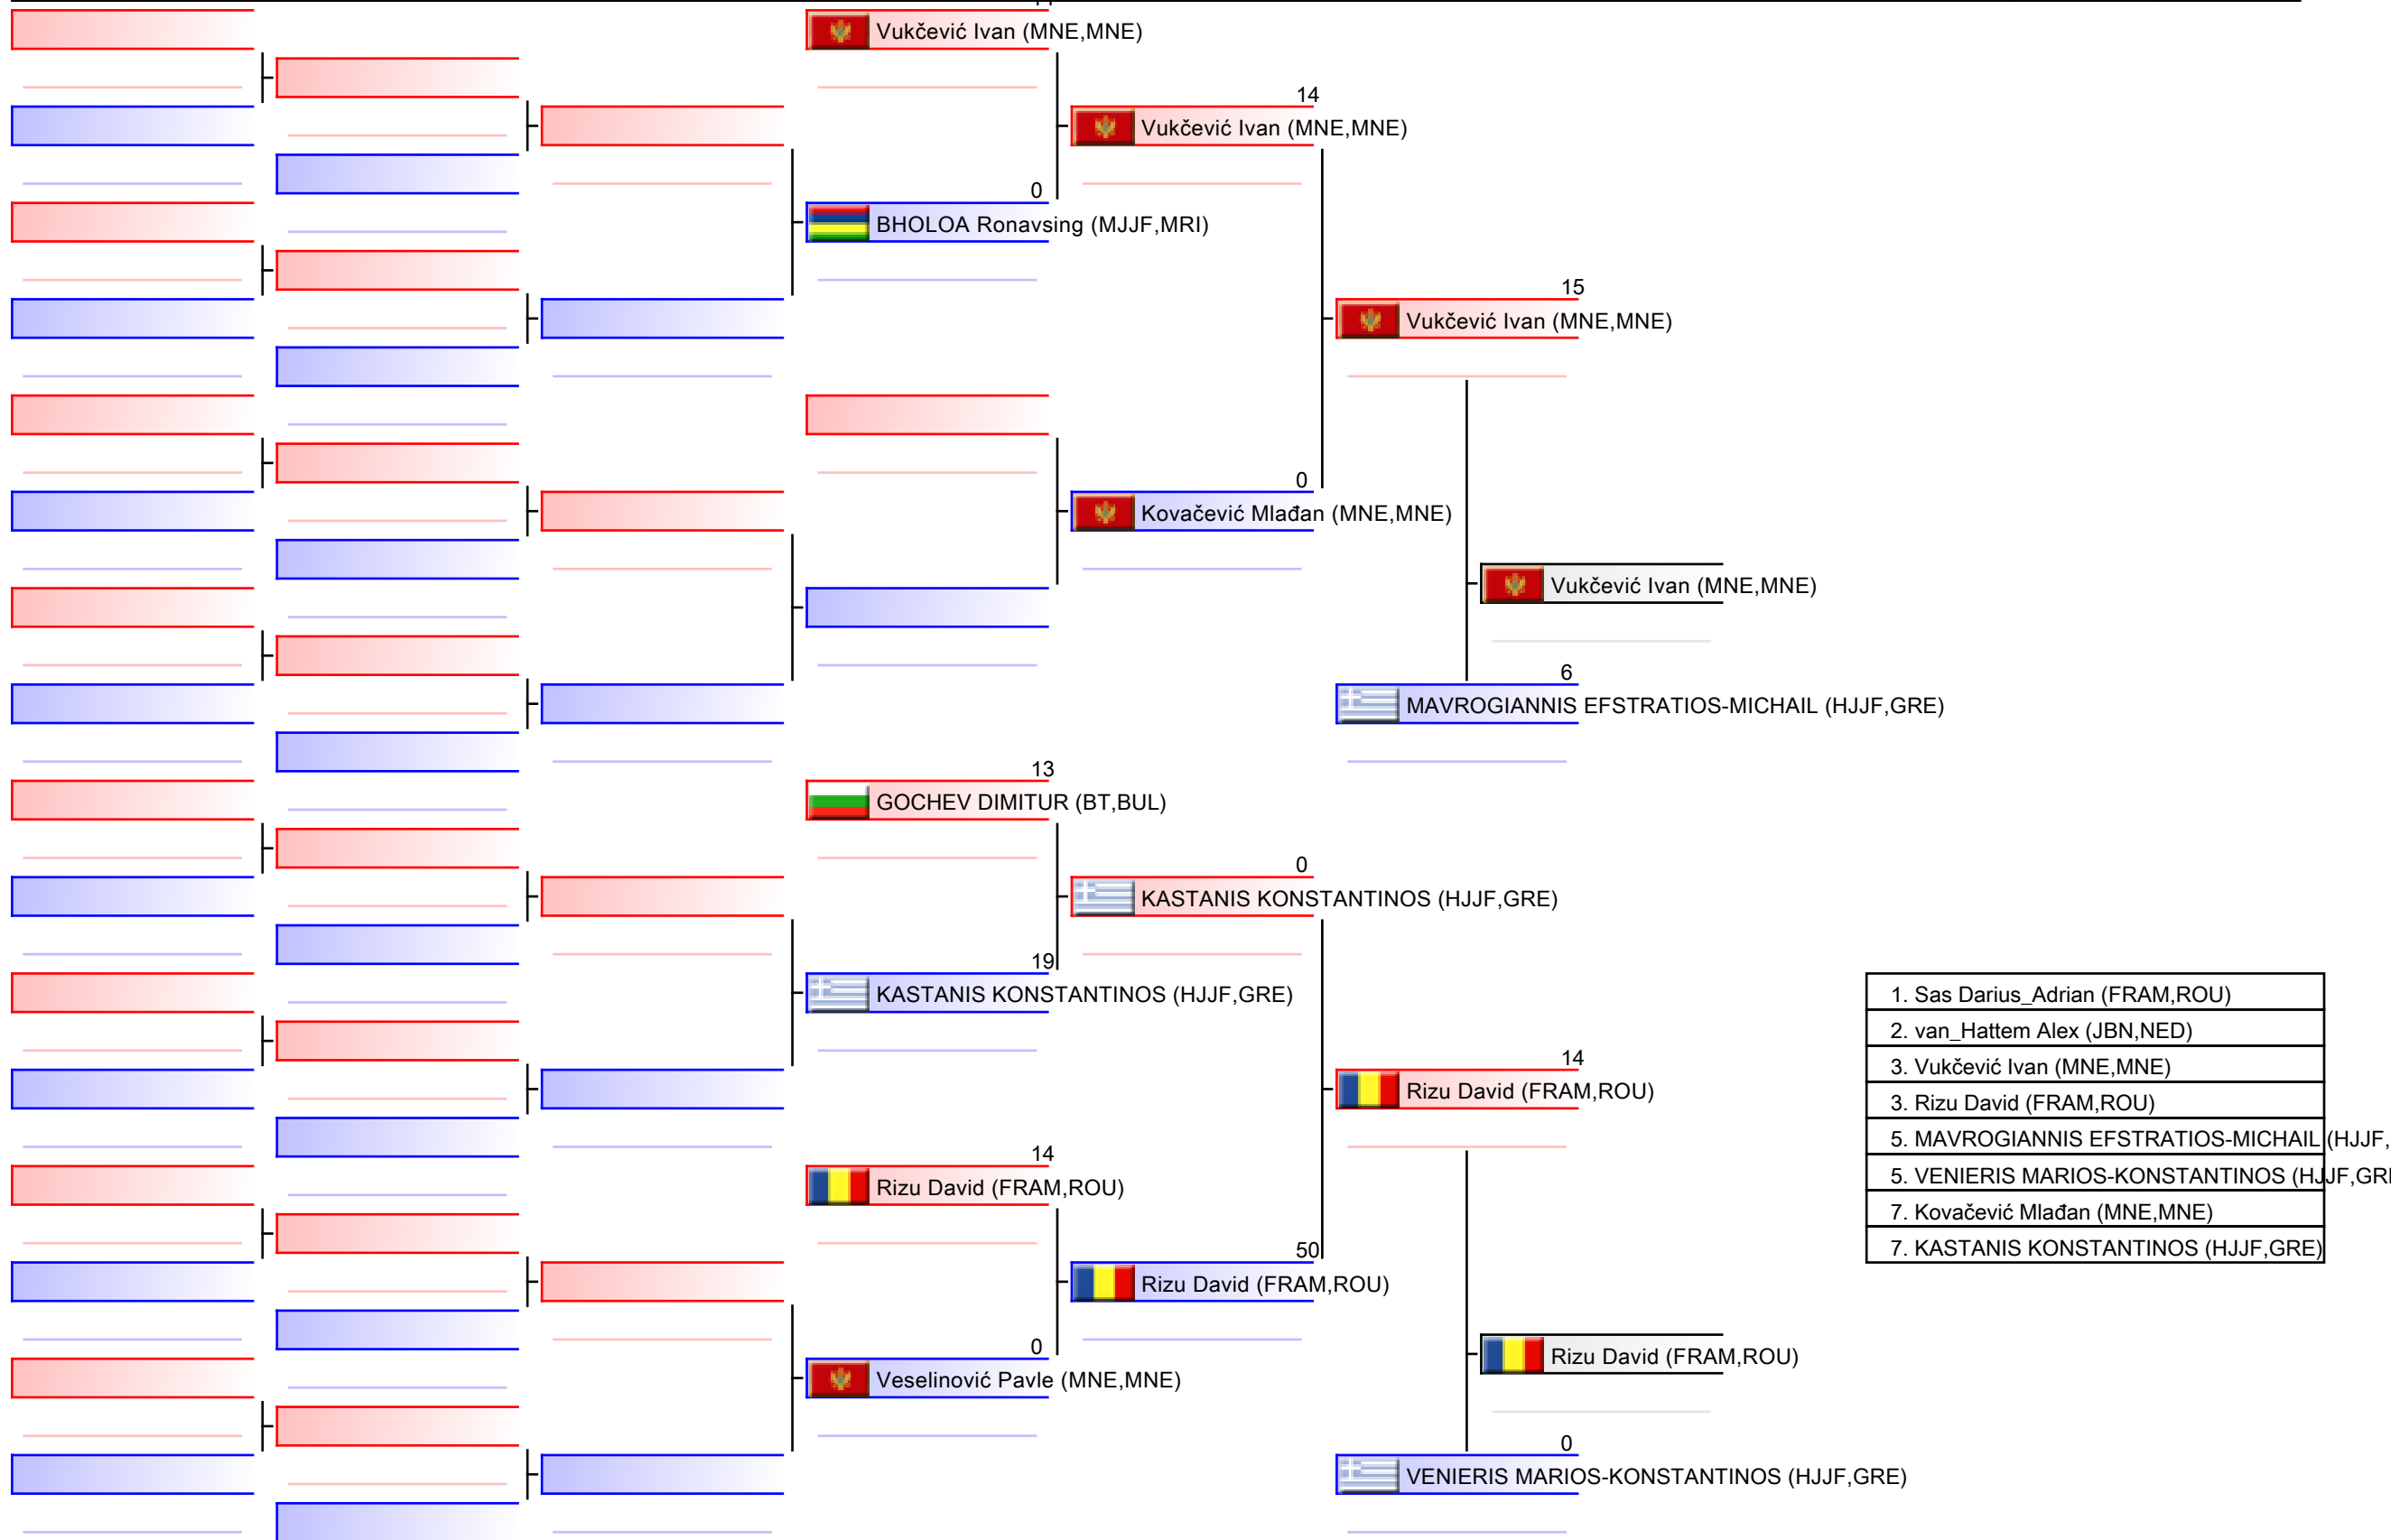 Vukčević Ivan (MNE,MNE)
14
Vukčević Ivan (MNE,MNE)
0
BHOLOA Ronavsing (MJJF,MRI)
15
Vukčević Ivan (MNE,MNE)
0
Kovačević Mlađan (MNE,MNE)
Vukčević Ivan (MNE,MNE)
6
MAVROGIANNIS EFSTRATIOS-MICHAIL (HJJF,GRE)
13
GOCHEV DIMITUR (BT,BUL)
0
KASTANIS KONSTANTINOS (HJJF,GRE)
19
KASTANIS KONSTANTINOS (HJJF,GRE)
14
Rizu David (FRAM,ROU)
14
Rizu David (FRAM,ROU)
50
Rizu David (FRAM,ROU)
0
Veselinović Pavle (MNE,MNE)
Rizu David (FRAM,ROU)
0
VENIERIS MARIOS-KONSTANTINOS (HJJF,GRE)
1. Sas Darius_Adrian (FRAM,ROU)
2. van_Hattem Alex (JBN,NED)
3. Vukčević Ivan (MNE,MNE)
3. Rizu David (FRAM,ROU)
5. MAVROGIANNIS EFSTRATIOS-MICHAIL (HJJF,
5. VENIERIS MARIOS-KONSTANTINOS (HJJF,GRE
7. Kovačević Mlađan (MNE,MNE)
7. KASTANIS KONSTANTINOS (HJJF,GRE)